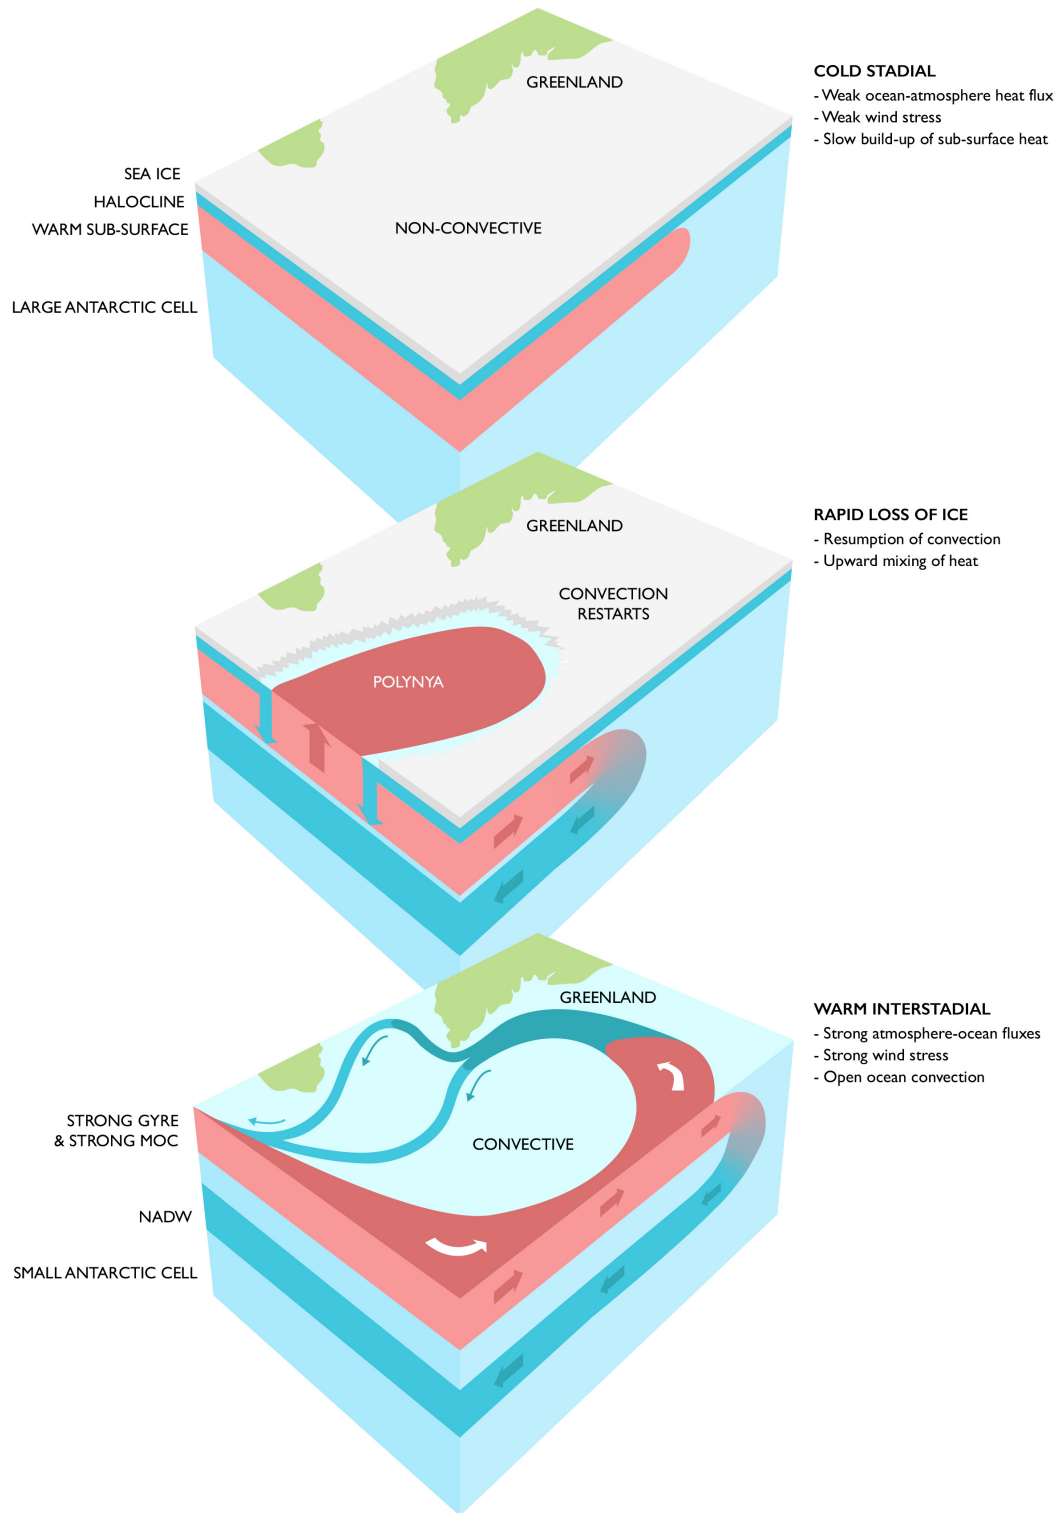 GREENLAND
COLD STADIAL
- Weak ocean-atmosphere heat flux
- Weak wind stress
- Slow build-up of sub-surface heat
SEA ICE
HALOCLINE
WARM SUB-SURFACE
NON-CONVECTIVE
LARGE ANTARCTIC CELL
GREENLAND
RAPID LOSS OF ICE
- Resumption of convection
- Upward mixing of heat
CONVECTION
RESTARTS
POLYNYA
GREENLAND
WARM INTERSTADIAL
- Strong atmosphere-ocean fluxes
- Strong wind stress
- Open ocean convection
STRONG GYRE
& STRONG MOC
CONVECTIVE
NADW
SMALL ANTARCTIC CELL